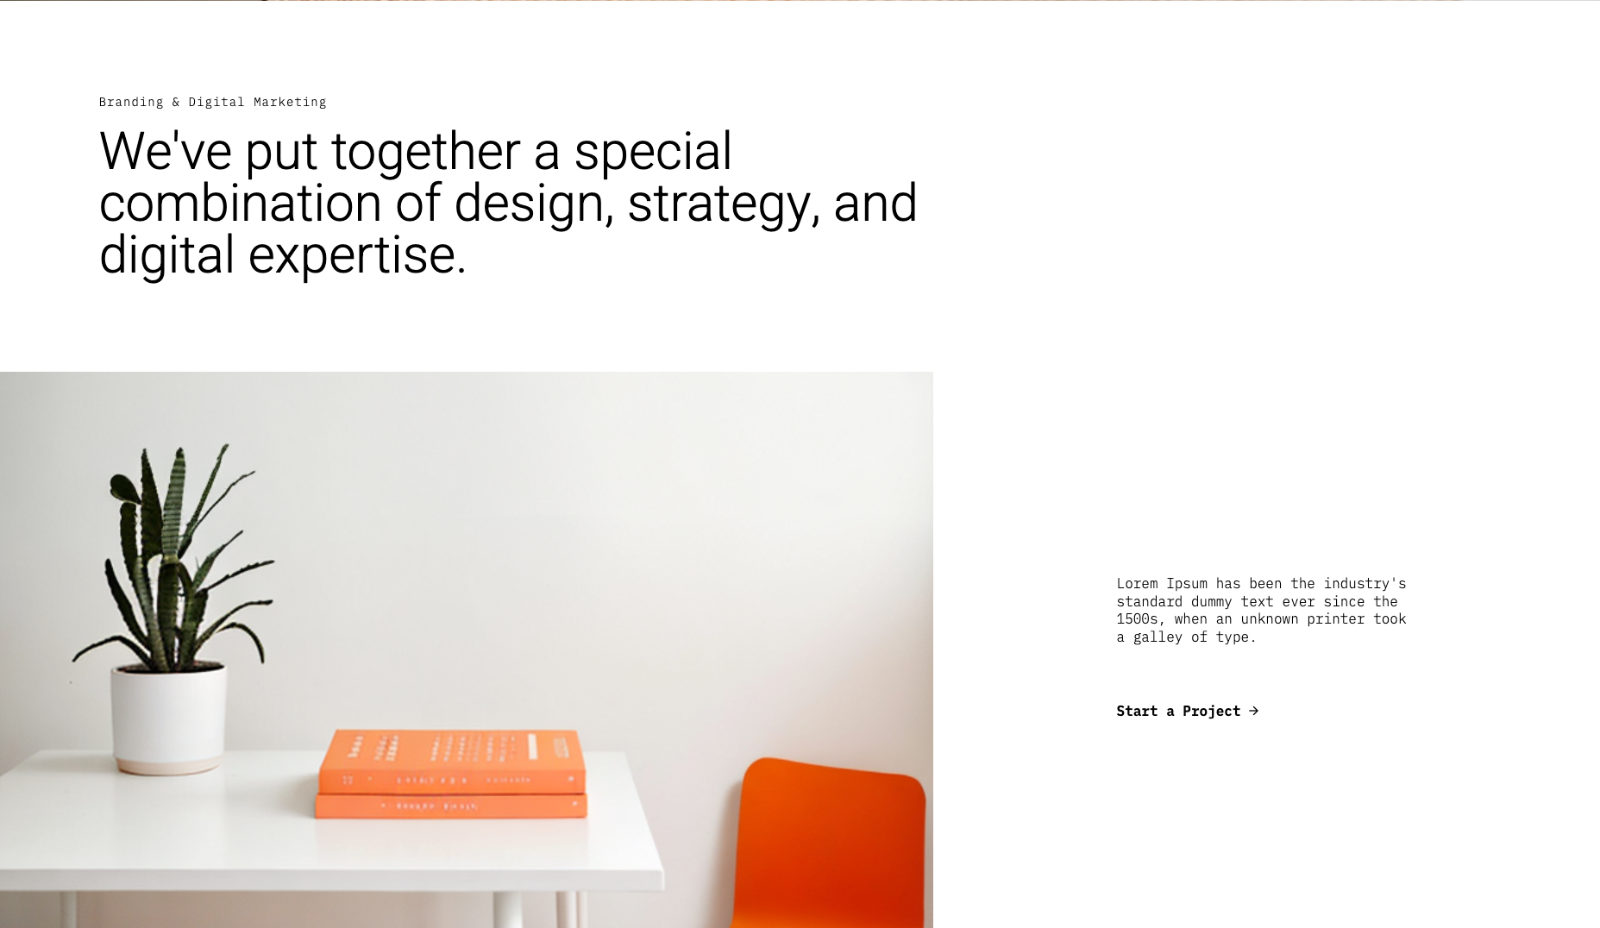 Branding & Digital Marketing
We've put together a special
combination of design, strategy, and
digital expertise.
Lorem Ipsum has been the industry's
standard dummy text ever since the
1500s, when an unknown printer took
a galley of type.
Start a Project →